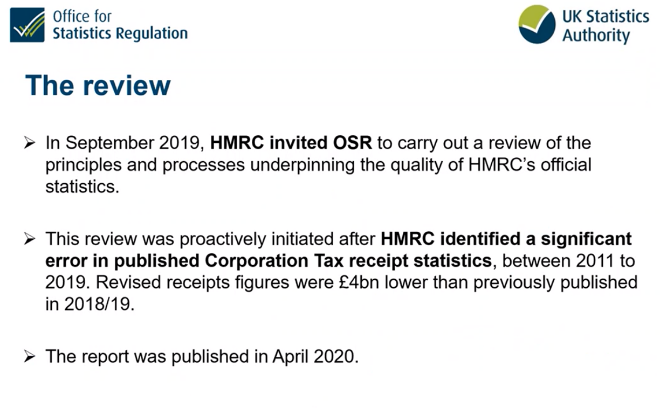 Office for
Statistics Regulation
UK Statistics
Authority
The review
➤ In September 2019, HMRC invited OSR to carry out a review of the
principles and processes underpinning the quality of HMRC's official
statistics.
➤ This review was proactively initiated after HMRC identified a significant
error in published Corporation Tax receipt statistics, between 2011 to
2019. Revised receipts figures were £4bn lower than previously published
in 2018/19.
➤ The report was published in April 2020.